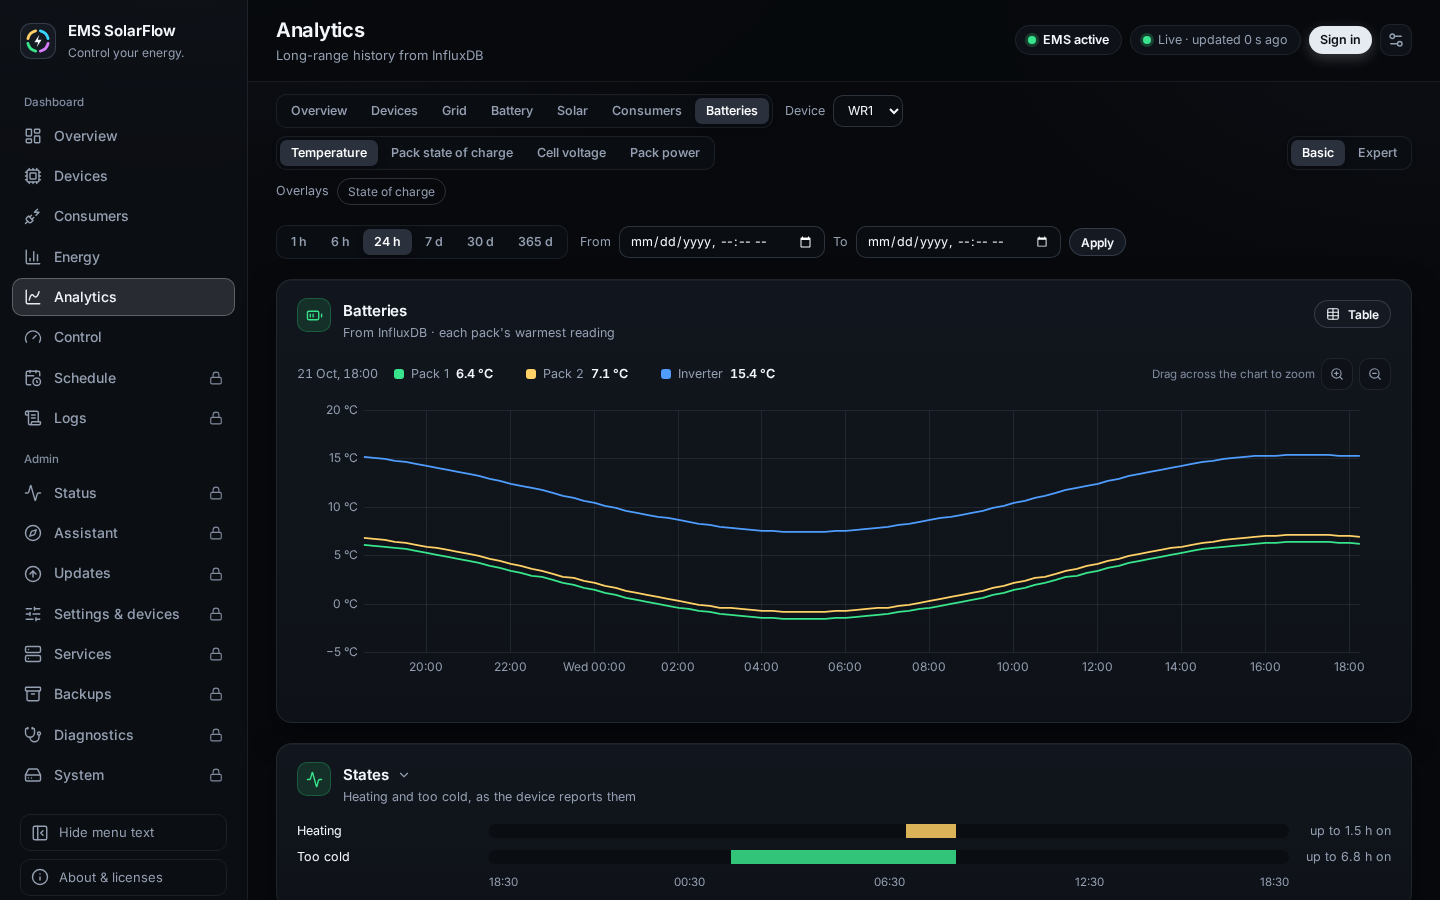 EMS SolarFlow
Control your energy.
Dashboard
Overview
Devices
Consumers
Energy
Analytics
Control
Schedule
Logs
Admin
Status
Assistant
Updates
Settings & devices
Services
Backups
Diagnostics
System
Hide menu text
About & licenses
Analytics
Long-range history from InfluxDB
EMS active
Live · updated 0 s ago
Sign in
Overview Devices Grid Battery Solar Consumers Batteries Device WR1
Temperature Pack state of charge Cell voltage Pack power Basic Expert
Overlays State of charge
1 h 6 h 24 h 7 d 30 d 365 d From mm/dd/yyyy, --:-- -- To mm/dd/yyyy, --:-- -- Apply
Batteries
From InfluxDB · each pack's warmest reading
Table
21 Oct, 18:00 Pack 1 6.4 °C Pack 2 7.1 °C Inverter 15.4 °C Drag across the chart to zoom
20 °C
15 °C
10 °C
5 °C
0 °C
−5 °C
20:00 22:00 Wed 00:00 02:00 04:00 06:00 08:00 10:00 12:00 14:00 16:00 18:00
States
Heating and too cold, as the device reports them
Heating up to 1.5 h on
Too cold up to 6.8 h on
18:30 00:30 06:30 12:30 18:30